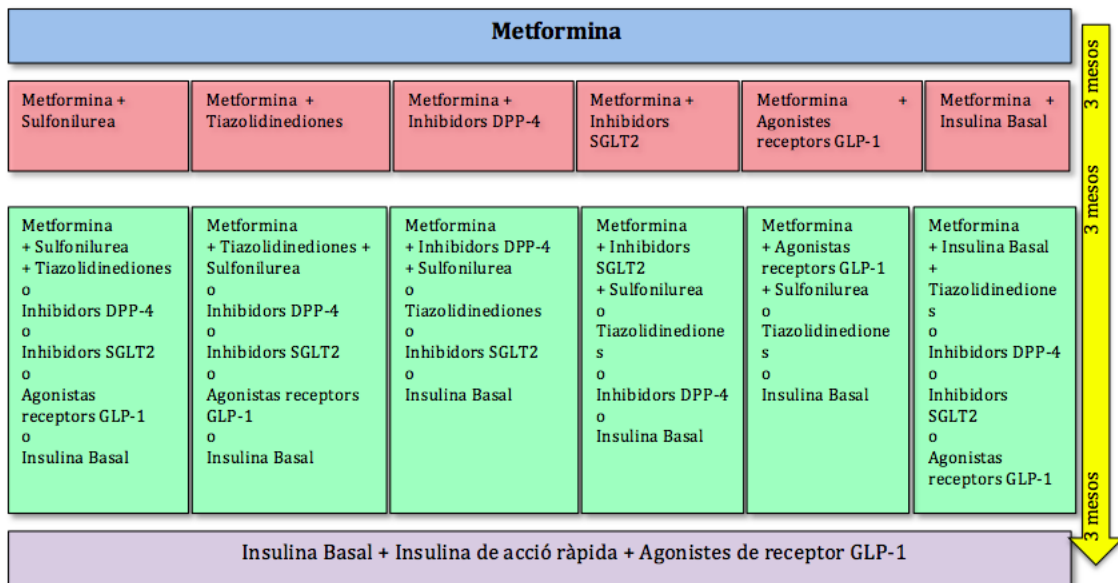 Metformina
3 mesos
Metformina +
Sulfonilurea
Metformina +
Tiazolidinediones
Metformina +
Inhibidors DPP-4
Metformina +
Inhibidors
SGLT2
Metformina +
Agonistes
receptors GLP-1
Metformina +
Insulina Basal
3 mesos
Metformina
+ Sulfonilurea
+ Tiazolidinediones
o
Inhibidors DPP-4
o
Inhibidors SGLT2
o
Agonistas
receptors GLP-1
o
Insulina Basal
Metformina
+ Tiazolidinediones +
Sulfonilurea
o
Inhibidors DPP-4
o
Inhibidors SGLT2
o
Agonistas receptors
GLP-1
o
Insulina Basal
Metformina
+ Inhibidors DPP-4
+ Sulfonilurea
o
Tiazolidinediones
o
Inhibidors SGLT2
o
Insulina Basal
Metformina
+ Inhibidors
SGLT2
+ Sulfonilurea
o
Tiazolidinedione
s
o
Inhibidors DPP-4
o
Insulina Basal
Metformina
+ Agonistas
receptors GLP-1
+ Sulfonilurea
o
Tiazolidinedione
s
o
Insulina Basal
Metformina
+ Insulina Basal
+
Tiazolidinedione
s
o
Inhibidors DPP-4
o
Inhibidors
SGLT2
o
Agonistas
receptors GLP-1
3 mesos
Insulina Basal + Insulina de acció ràpida + Agonistes de receptor GLP-1